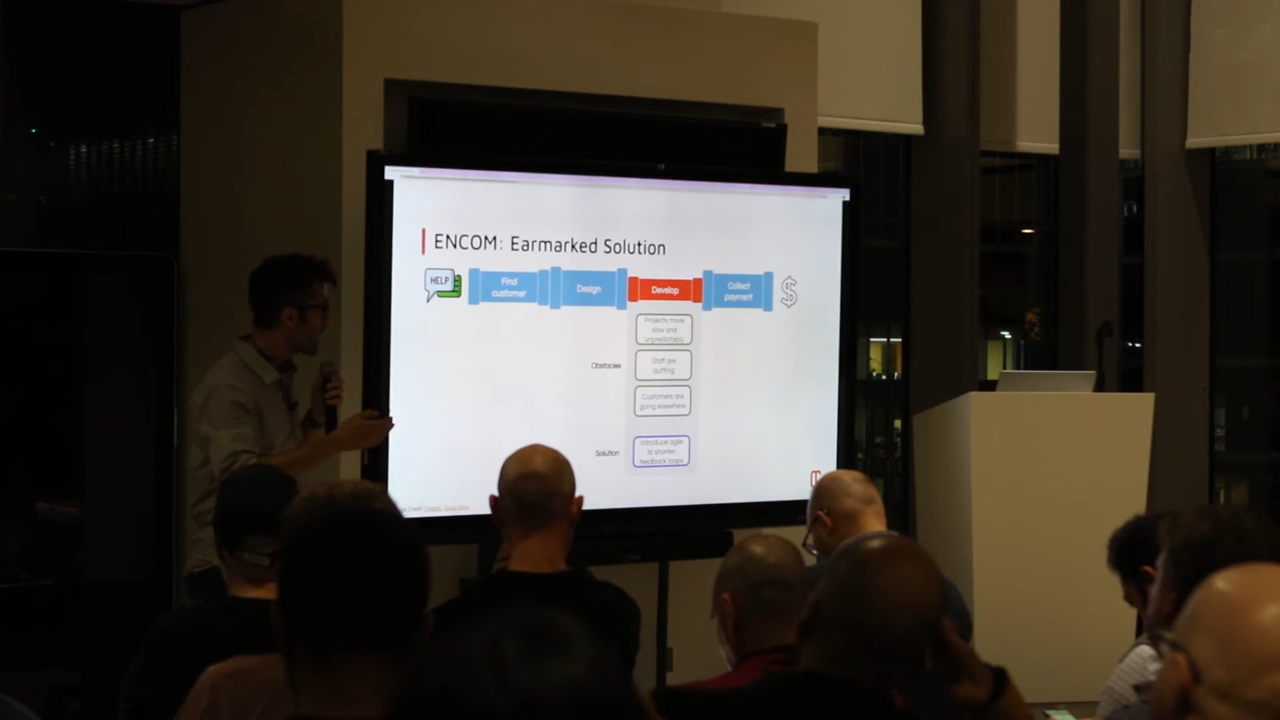 ENCOM: Earmarked Solution
HELP
Find
customer
Design
Develop
Collect
payment
$
Projects move
slow and
unpredictably
Obstacles
Staff are
quitting
Customers are
going elsewhere
Solution
Introduce agile
to shorten
feedback loops